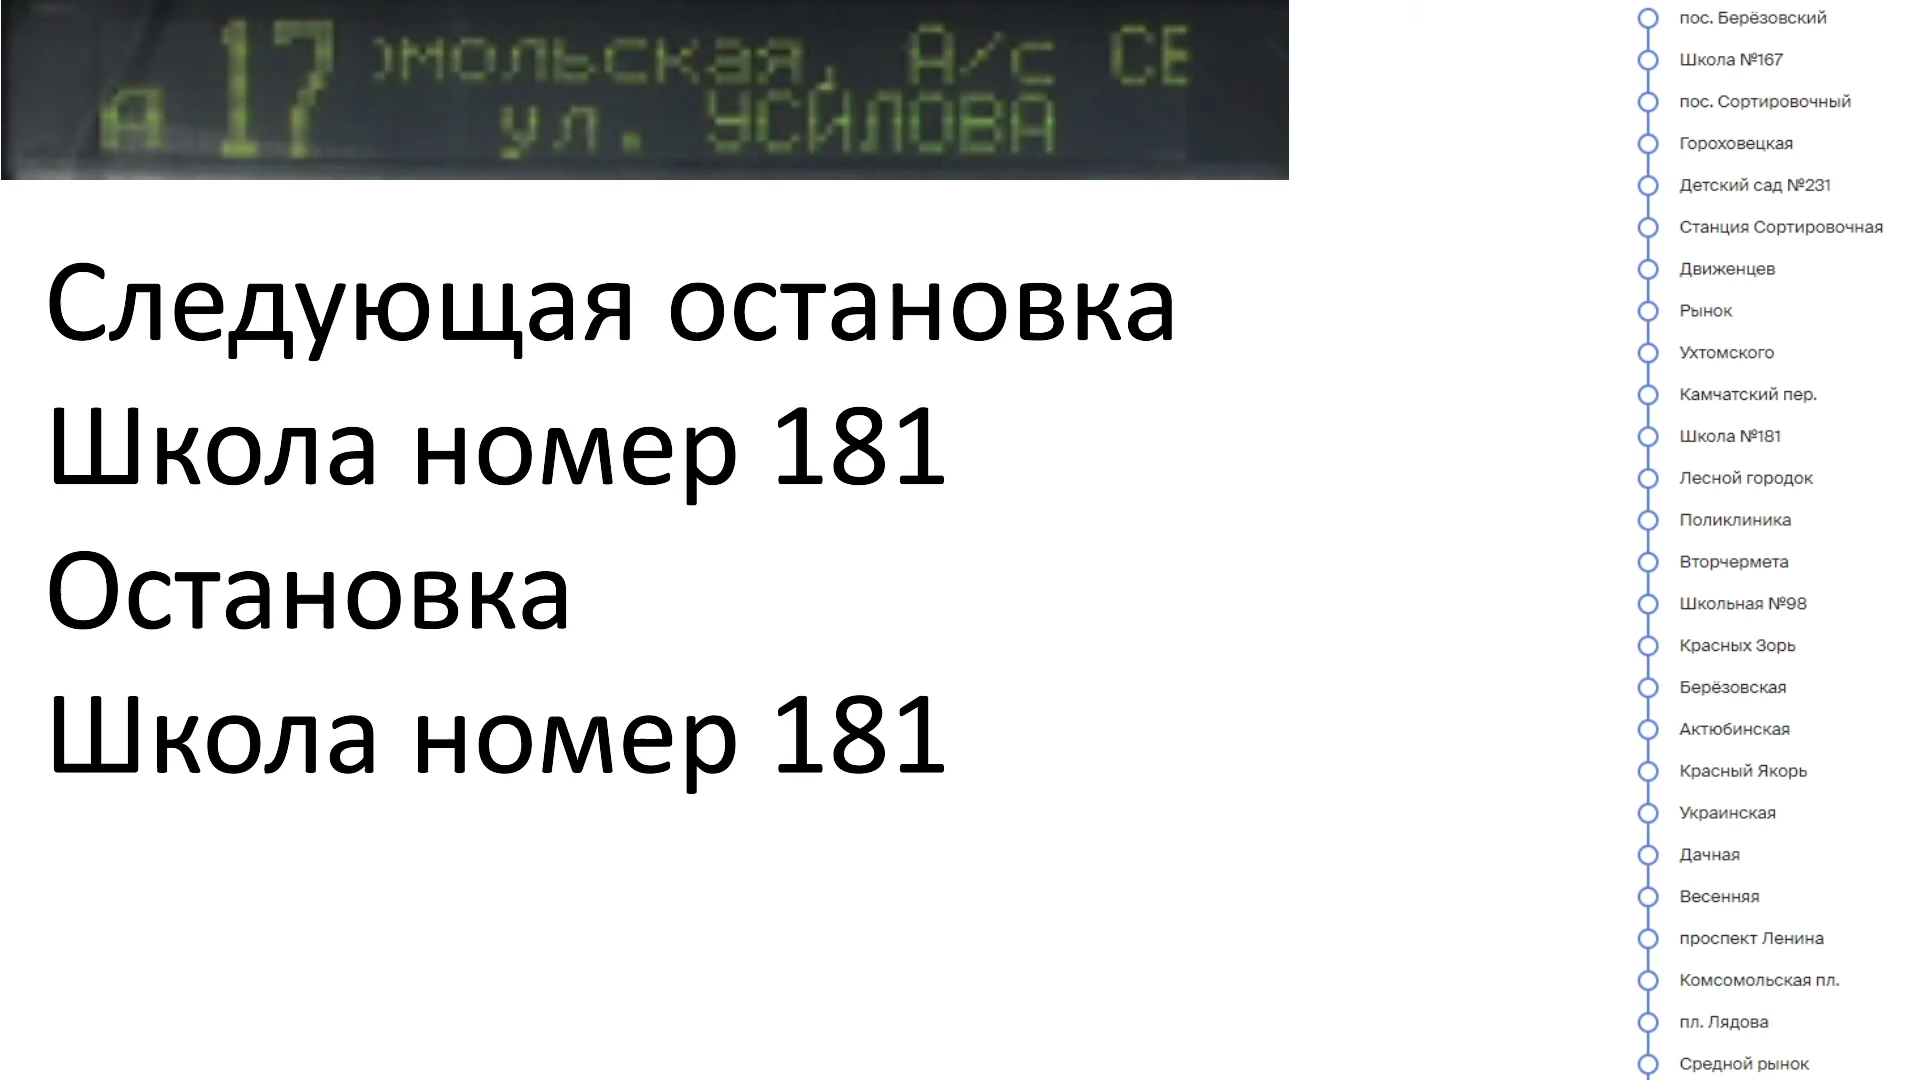 а 17 омольская, А/с СЕ
ул. УСИЛОВА
Следующая остановка
Школа номер 181
Остановка
Школа номер 181
пос. Берёзовский
Школа №167
пос. Сортировочный
Гороховецкая
Детский сад №231
Станция Сортировочная
Движенцев
Рынок
Ухтомского
Камчатский пер.
Школа №181
Лесной городок
Поликлиника
Вторчермета
Школьная №98
Красных Зорь
Берёзовская
Актюбинская
Красный Якорь
Украинская
Дачная
Весенняя
проспект Ленина
Комсомольская пл.
пл. Лядова
Средной рынок